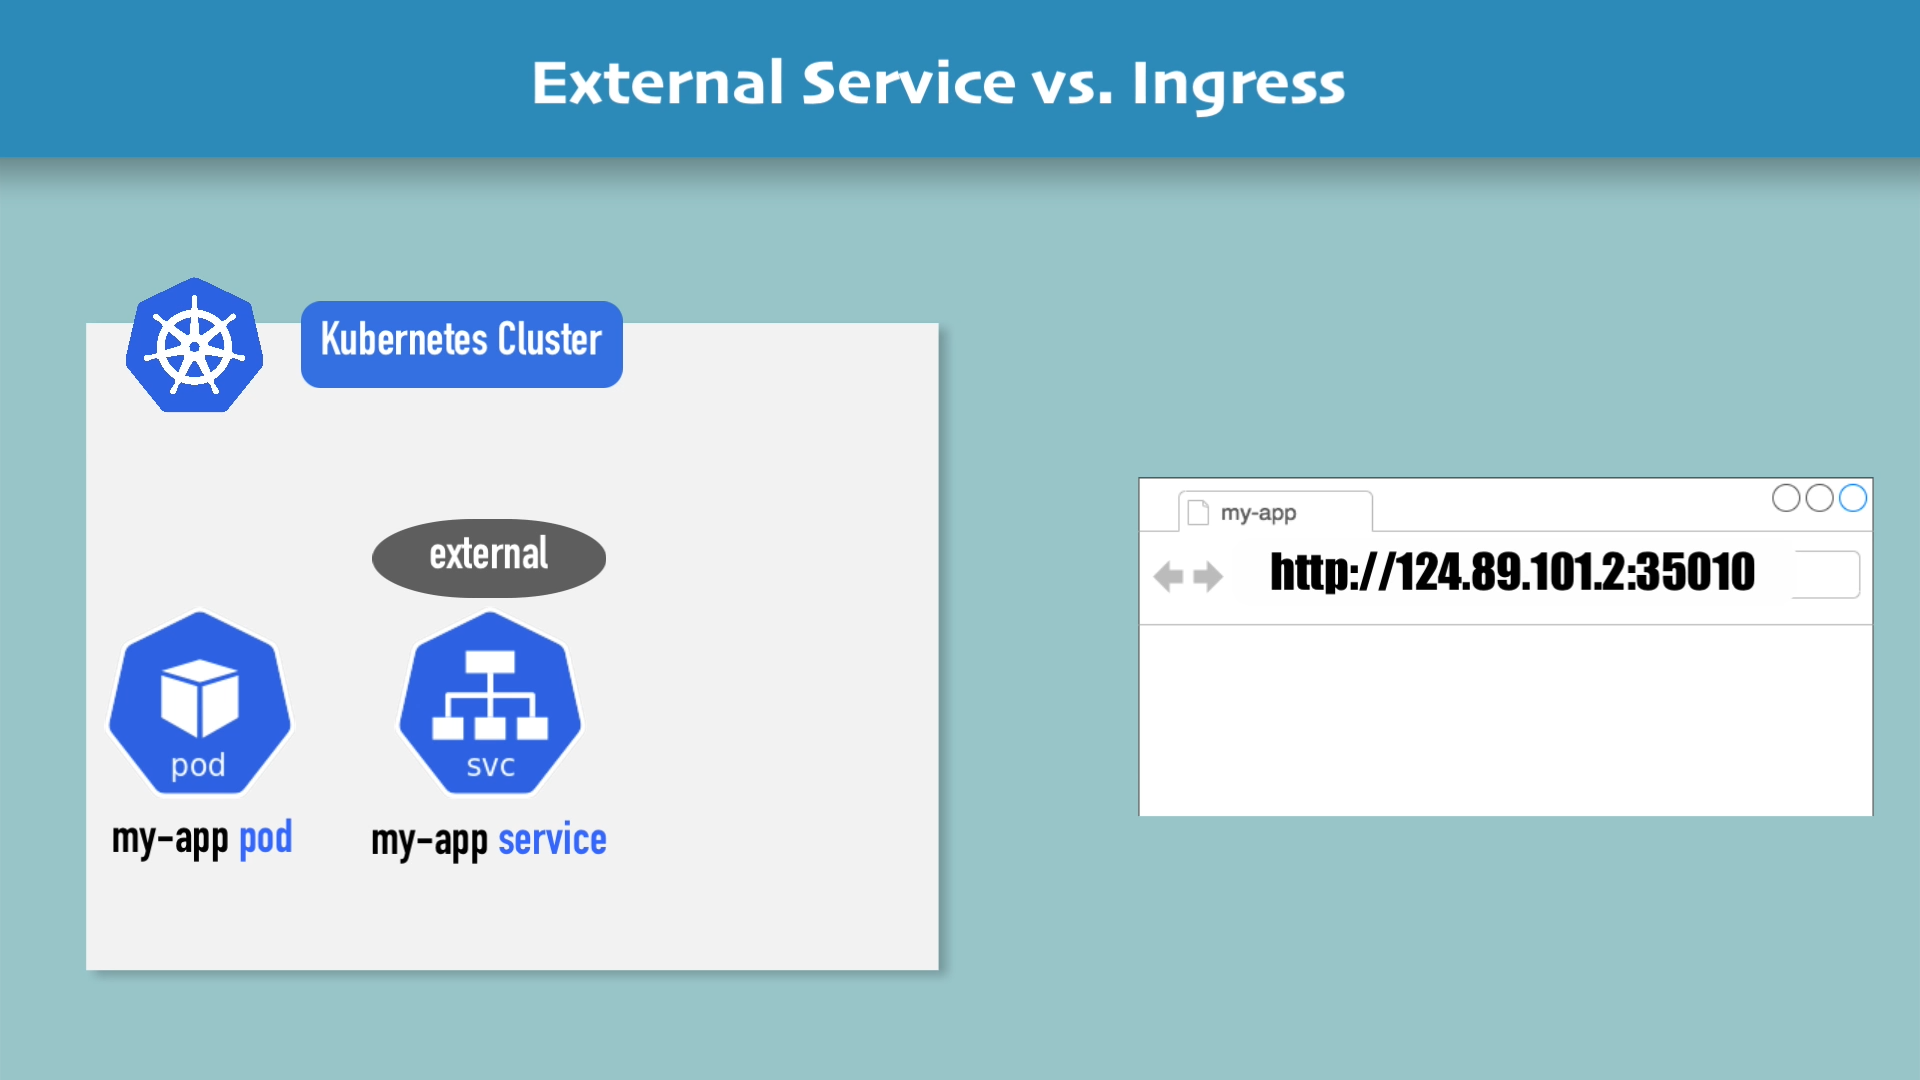 External Service vs. Ingress
Kubernetes Cluster
external
pod
svc
my-app pod
my-app service
my-app
http://124.89.101.2:35010